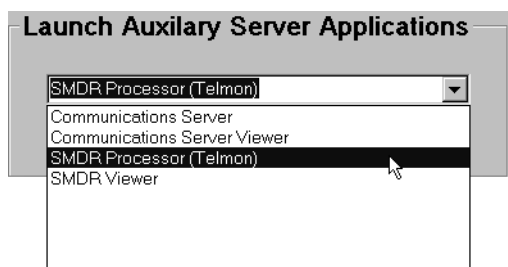 Launch Auxilary Server Applications
SMDR Processor (Telmon)
Communications Server
Communications Server Viewer
SMDR Processor (Telmon)
SMDR Viewer